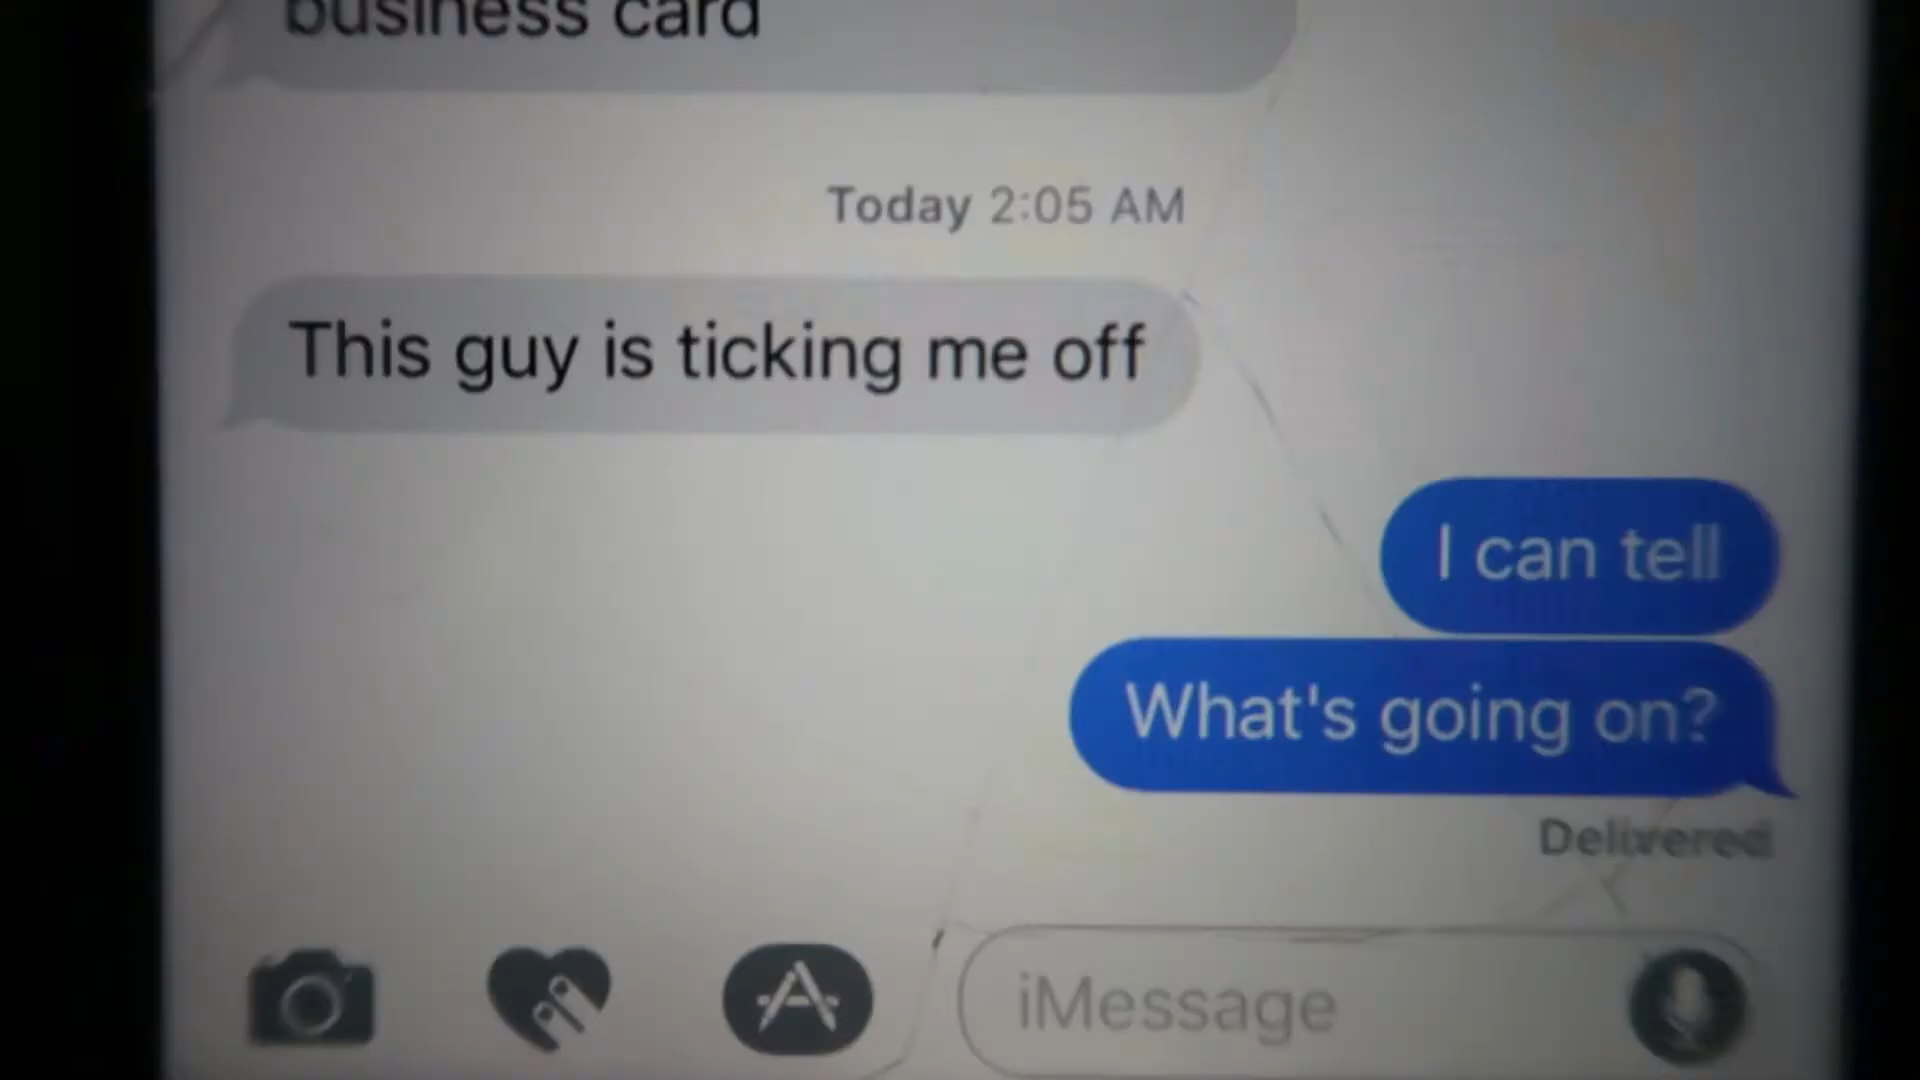 business card
Today 2:05 AM
This guy is ticking me off
I can tell
What's going on?
Delivered
iMessage